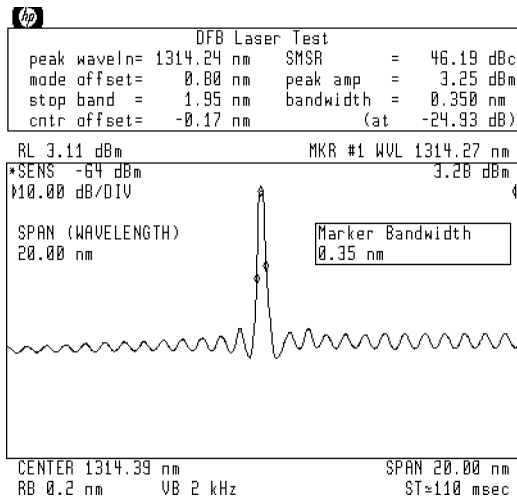 hp
DFB Laser Test
peak waveln= 1314.24 nm SMSR = 46.19 dBc
mode offset= 0.80 nm peak amp = 3.25 dBm
stop band = 1.95 nm bandwidth = 0.350 nm
cntr offset= -0.17 nm (at -24.93 dB)
RL 3.11 dBm MKR #1 WVL 1314.27 nm
*SENS -64 dBm 3.28 dBm
10.00 dB/DIV
SPAN (WAVELENGTH) Marker Bandwidth
20.00 nm 0.35 nm
CENTER 1314.39 nm SPAN 20.00 nm
RB 0.2 nm VB 2 kHz ST≃110 msec